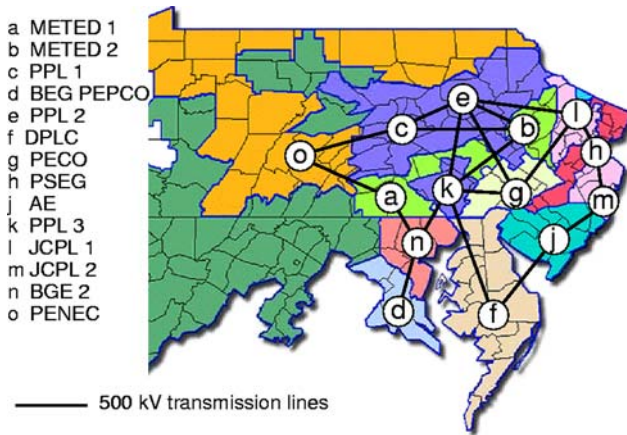 a METED 1
b METED 2
c PPL 1
d BEG PEPCO
e PPL 2
f DPLC
g PECO
h PSEG
j AE
k PPL 3
l JCPL 1
m JCPL 2
n BGE 2
o PENEC
e
l
c
b
h
o
a
k
g
m
n
j
d
f
500 kV transmission lines